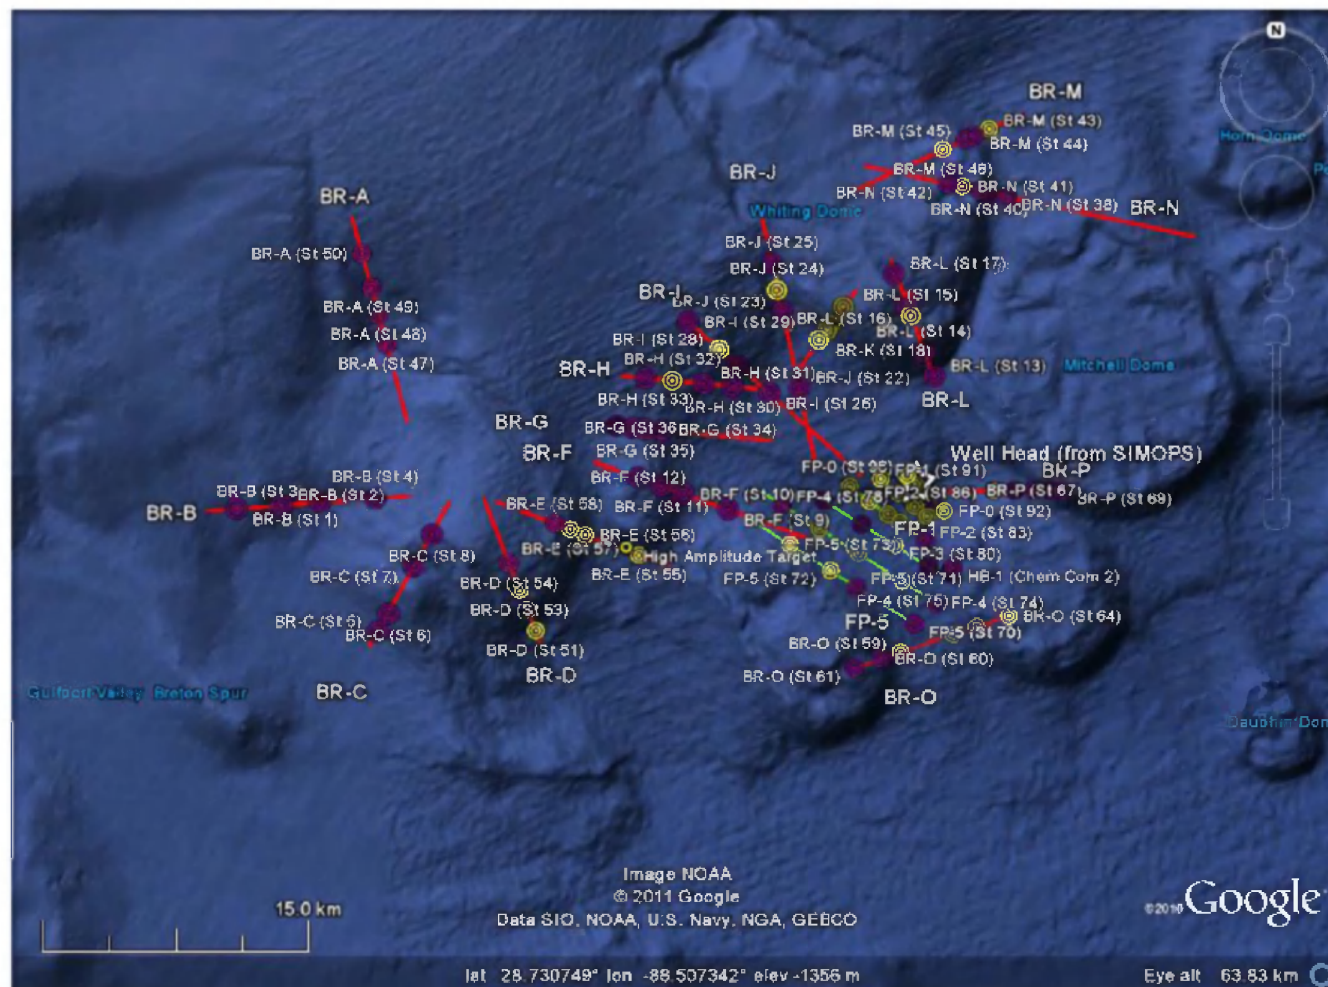 N
BR-M
BR-M (St 43)
BR-M (St 45)
BR-M (St 44)
Horn Dome
BR-M (St 46)
BR-J
BR-N (St 42)
BR-N (St 41)
BR-A
BR-N (St 40)
BR-N (St 38)
BR-N
Whiting Dome
BR-J (St 25)
BR-A (St 50)
BR-J (St 24)
BR-L (St 17)
BR-I
BR-J (St 23)
BR-L (St 15)
BR-A (St 49)
BR-I (St 29)
BR-L (St 16)
BR-A (St 48)
BR-I (St 28)
BR-L (St 14)
BR-A (St 47)
BR-H (St 32)
BR-K (St 18)
BR-H
BR-H (St 31)
BR-J (St 22)
BR-L (St 13)
Mitchell Dome
BR-H (St 33)
BR-H (St 30)
BR-I (St 26)
BR-L
BR-G
BR-G (St 36)
BR-G (St 34)
BR-G (St 35)
BR-F
Well Head (from SIMOPS)
BR-B (St 4)
BR-F (St 12)
BR-P
BR-B (St 3)
BR-B (St 2)
BR-F (St 10)
FP-4 (St 78)
FP-2 (St 86)
BR-P (St 67)
BR-P (St 69)
BR-B
BR-B (St 1)
BR-E (St 58)
BR-F (St 11)
BR-F (St 9)
FP-0 (St 92)
FP-1
FP-2 (St 83)
BR-E (St 56)
BR-E (St 57)
BR-C (St 8)
High Amplitude Target
FP-5 (St 73)
FP-3 (St 80)
BR-C (St 7)
BR-D (St 54)
BR-E (St 55)
FP-5 (St 72)
FP-5 (St 71)
HB-1 (Chem Com 2)
BR-D (St 53)
FP-4 (St 75)
FP-4 (St 74)
BR-C (St 5)
BR-C (St 6)
FP-5
FP-5 (St 70)
BR-O (St 64)
BR-D (St 51)
BR-O (St 59)
BR-O (St 60)
BR-D
BR-O (St 61)
BR-C
BR-O
Gulfport Valley Breton Spur
15.0 km
Image NOAA
© 2011 Google
Data SIO, NOAA, U.S. Navy, NGA, GEBCO
©2010 Google
lat 28.730749° lon -88.507342° elev -1356 m
Eye alt 63.83 km